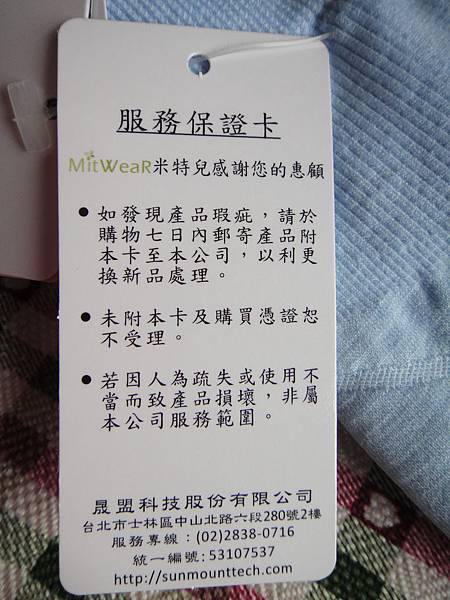 服務保證卡
MitWeaR米特兒感謝您的惠顧
● 如發現產品瑕疵，請於
購物七日內郵寄產品附
本卡至本公司，以利更
換新品處理。
● 未附本卡及購買憑證恕
不受理。
● 若因人為疏失或使用不
當而致產品損壞，非屬
本公司服務範圍。
晟盟科技股份有限公司
台北市士林區中山北路六段280號2樓
服務專線：(02)2838-0716
統一編號:53107537
http://sunmounttech.com